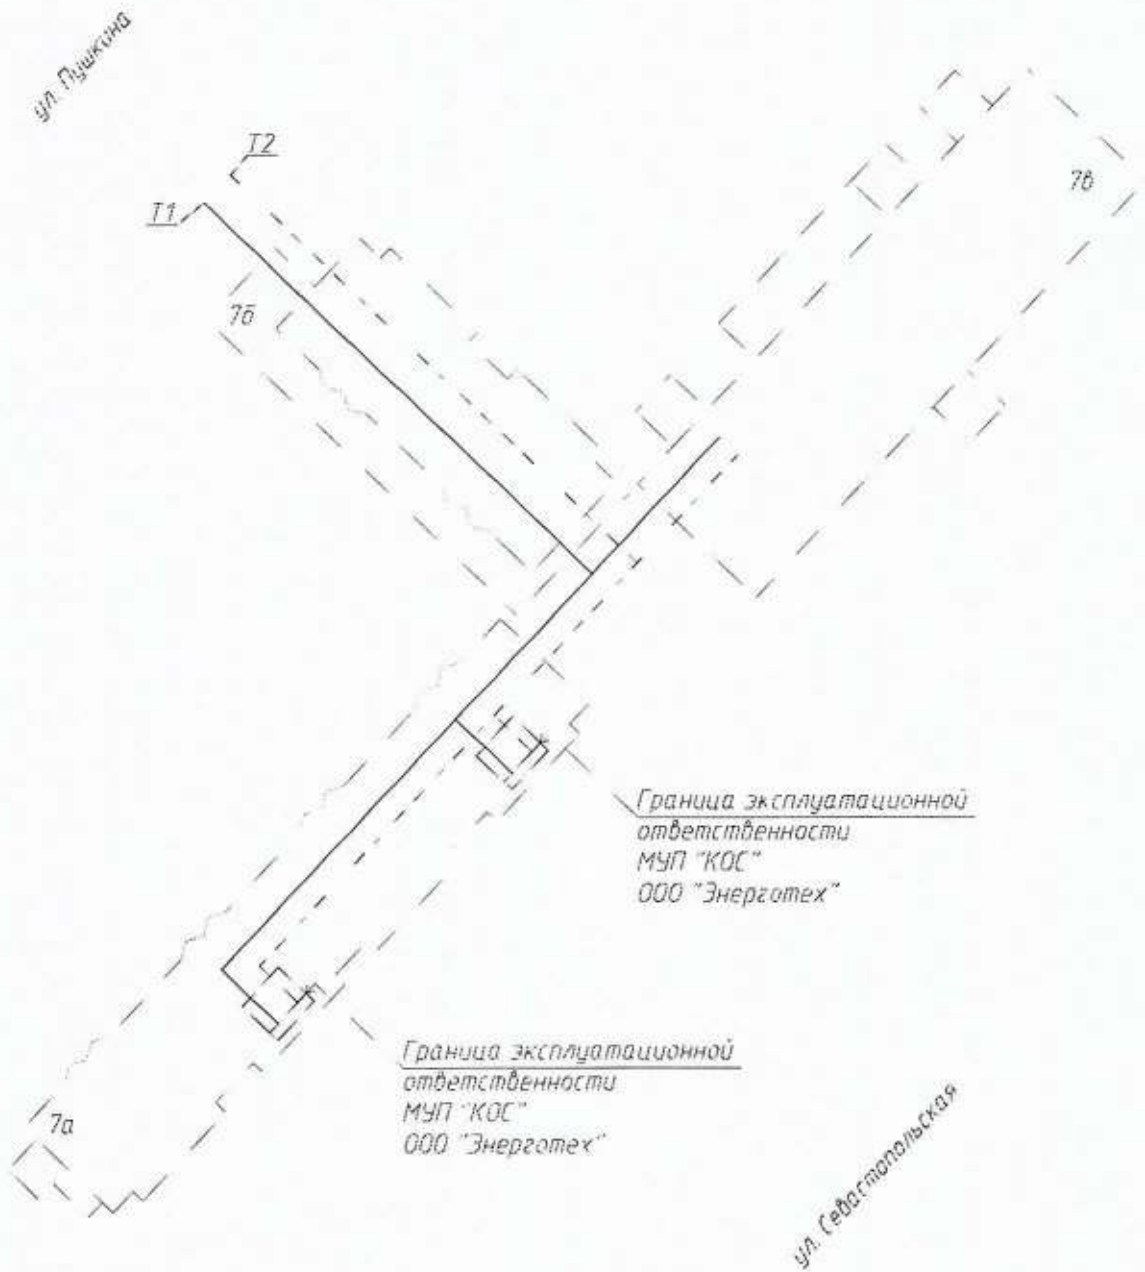 ул. Пушкина
Т2
Т1
7в
7б
Граница эксплуатационной
ответственности
МУП "КОС"
ООО "Энерготех"
Граница эксплуатационной
ответственности
МУП "КОС"
ООО "Энерготех"
7а
ул. Севастопольская